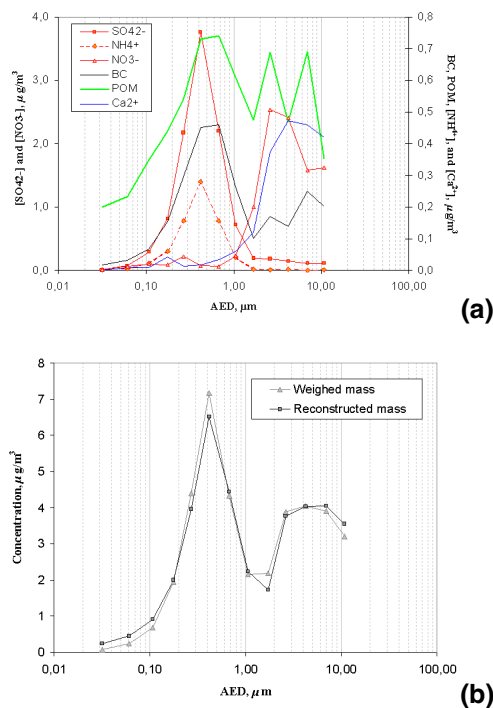 SO42-
NH4+
NO3-
BC
POM
Ca2+
[SO42-] and [NO3-], μg/m³
4,0
3,0
2,0
1,0
0,0
BC, POM, [NH⁴⁺], and [Ca²⁺], μg/m³
0,8
0,7
0,6
0,5
0,4
0,3
0,2
0,1
0,0
0,01 0,10 1,00 10,00 100,00
AED, μm
(a)
Weighed mass
Reconstructed mass
Concentration, μg/m³
8
7
6
5
4
3
2
1
0
0,01 0,10 1,00 10,00 100,00
AED, μm
(b)